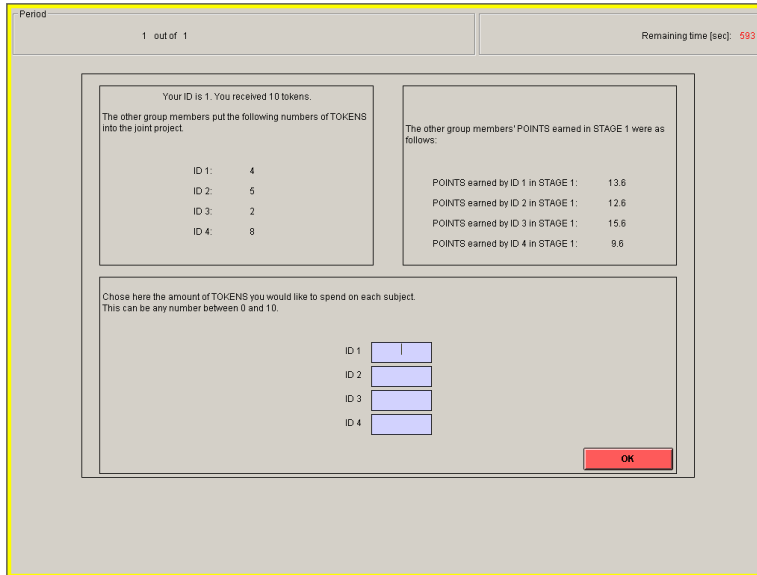 Period
1 out of 1
Remaining time [sec]: 593
Your ID is 1. You received 10 tokens.
The other group members put the following numbers of TOKENS
into the joint project.
ID 1: 4
ID 2: 5
ID 3: 2
ID 4: 8
The other group members' POINTS earned in STAGE 1 were as
follows:
POINTS earned by ID 1 in STAGE 1: 13.6
POINTS earned by ID 2 in STAGE 1: 12.6
POINTS earned by ID 3 in STAGE 1: 15.6
POINTS earned by ID 4 in STAGE 1: 9.6
Chose here the amount of TOKENS you would like to spend on each subject.
This can be any number between 0 and 10.
ID 1
ID 2
ID 3
ID 4
OK